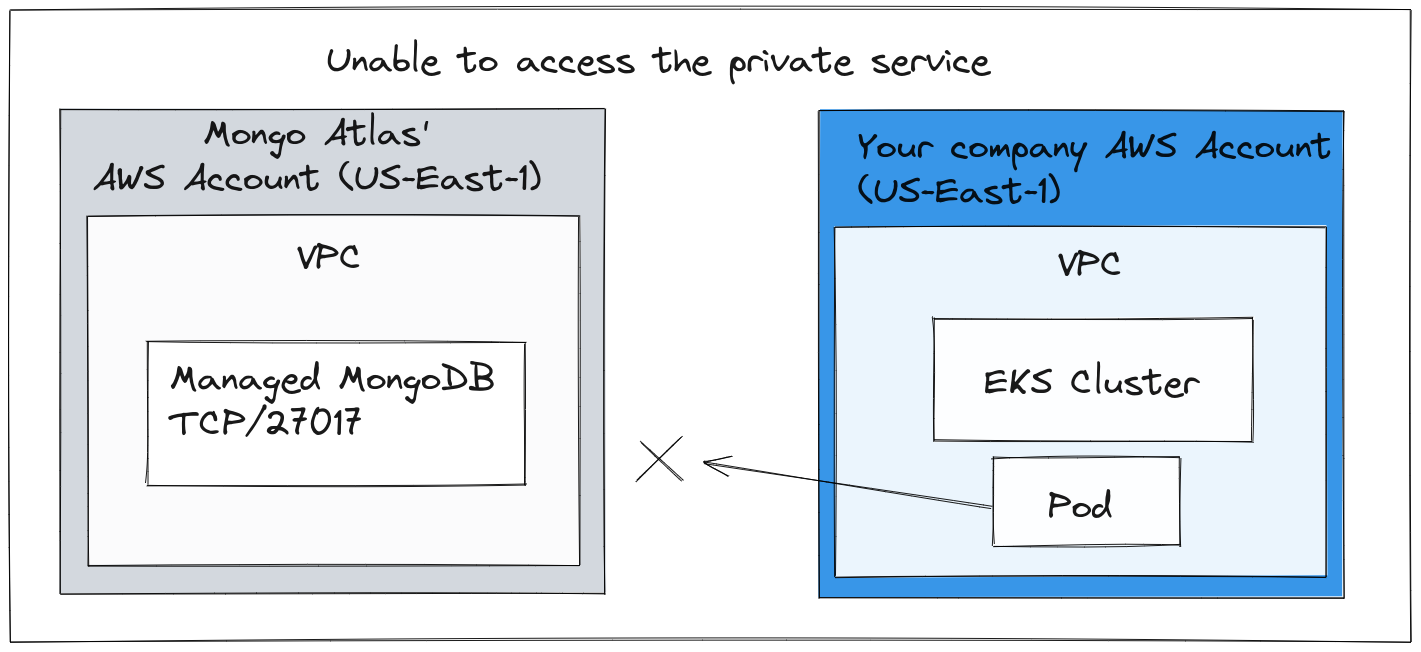 Unable to access the private service
Mongo Atlas'
AWS Account (US-East-1)
VPC
Managed MongoDB
TCP/27017
Your company AWS Account
(US-East-1)
VPC
EKS Cluster
Pod